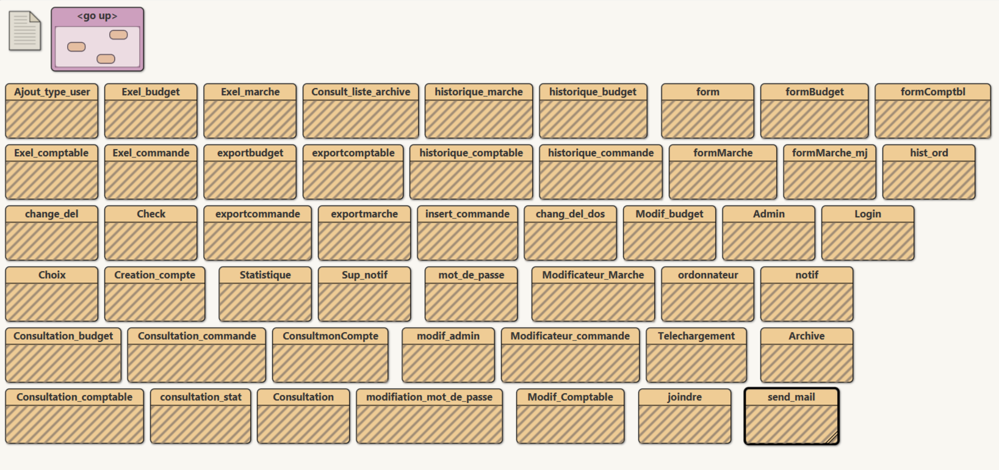 <go up>
Ajout_type_user Exel_budget Exel_marche Consult_liste_archive historique_marche historique_budget form formBudget formComptbl
Exel_comptable Exel_commande exportbudget exportcomptable historique_comptable historique_commande formMarche formMarche_mj hist_ord
change_del Check exportcommande exportmarche insert_commande chang_del_dos Modif_budget Admin Login
Choix Creation_compte Statistique Sup_notif mot_de_passe Modificateur_Marche ordonnateur notif
Consultation_budget Consultation_commande ConsultmonCompte modif_admin Modificateur_commande Telechargement Archive
Consultation_comptable consultation_stat Consultation modifiation_mot_de_passe Modif_Comptable joindre send_mail